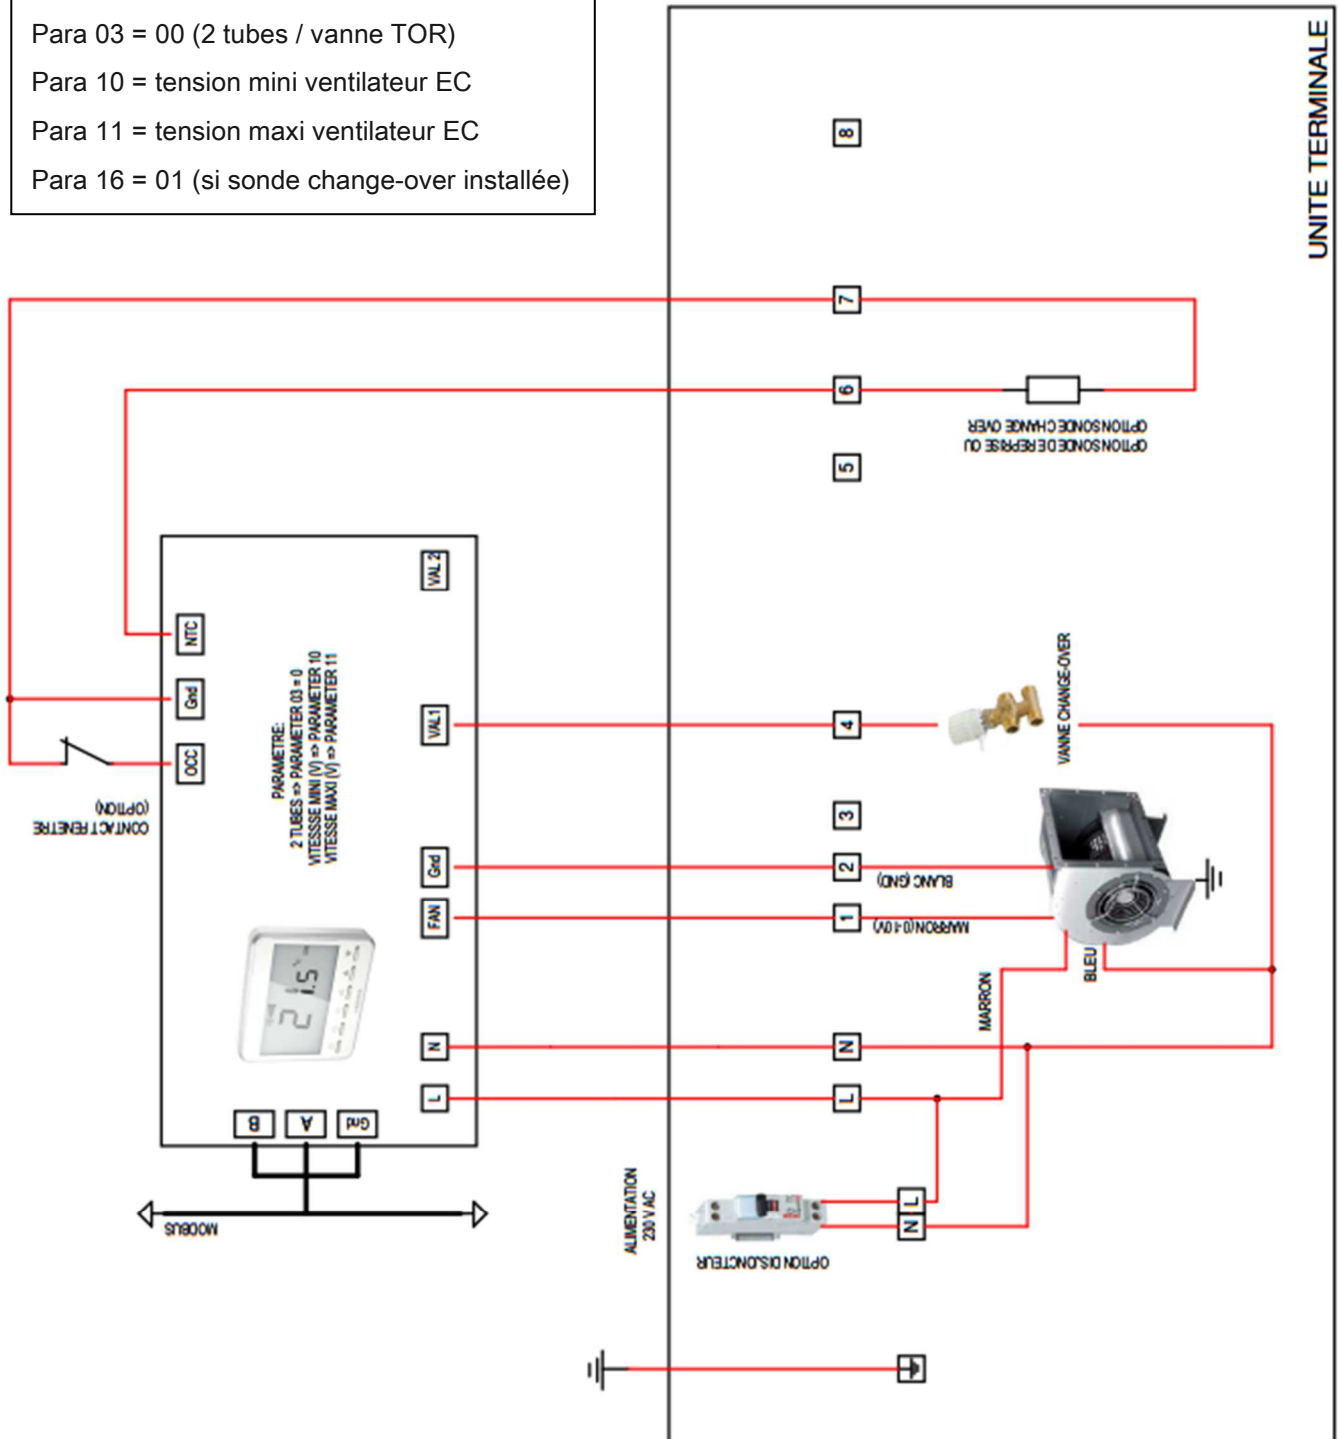 Para 03 = 00 (2 tubes / vanne TOR)
Para 10 = tension mini ventilateur EC
Para 11 = tension maxi ventilateur EC
Para 16 = 01 (si sonde change-over installée)
UNITE TERMINALE
8
7
6
OPTION SONDE DE REPRISE OU
OPTION SONDE CHANGE OVER
5
VAL 2
NTC
Gnd
OCC
CONTACT FENETRE
(OPTION)
PARAMETRE:
2 TUBES => PARAMETER 03 = 0
VITESSSE MINI (V) => PARAMETER 10
VITESSE MAXI (V) => PARAMETER 11
VAL1
4
VANNE CHANGE-OVER
3
Gnd
2
BLANC (GND)
FAN
1
MARRON (0-10V)
21.5
BLEU
MARRON
N
N
L
L
B
A
Gnd
MODBUS
ALIMENTATION
230 V AC
L
N
OPTION DISJONCTEUR